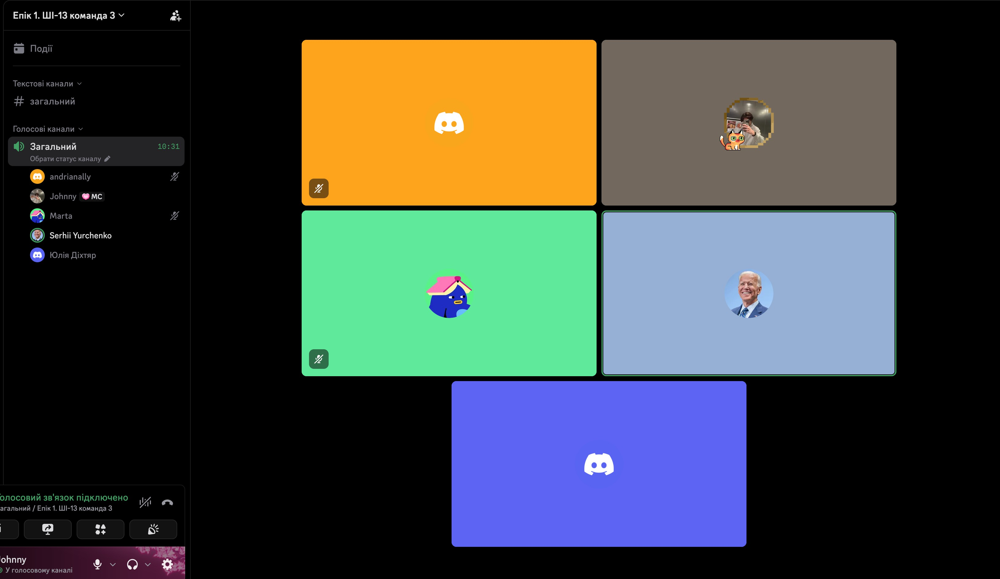 Епік 1. ШІ-13 команда 3
Події
Текстові канали
загальний
Голосові канали
Загальний 10:31
Обрати статус каналу
andrianally
Johnny MC
Marta
Serhii Yurchenko
Юлія Діхтяр
олосовий зв'язок підключено
агальний / Епік 1. ШІ-13 команда 3
Johnny
У голосовому каналі